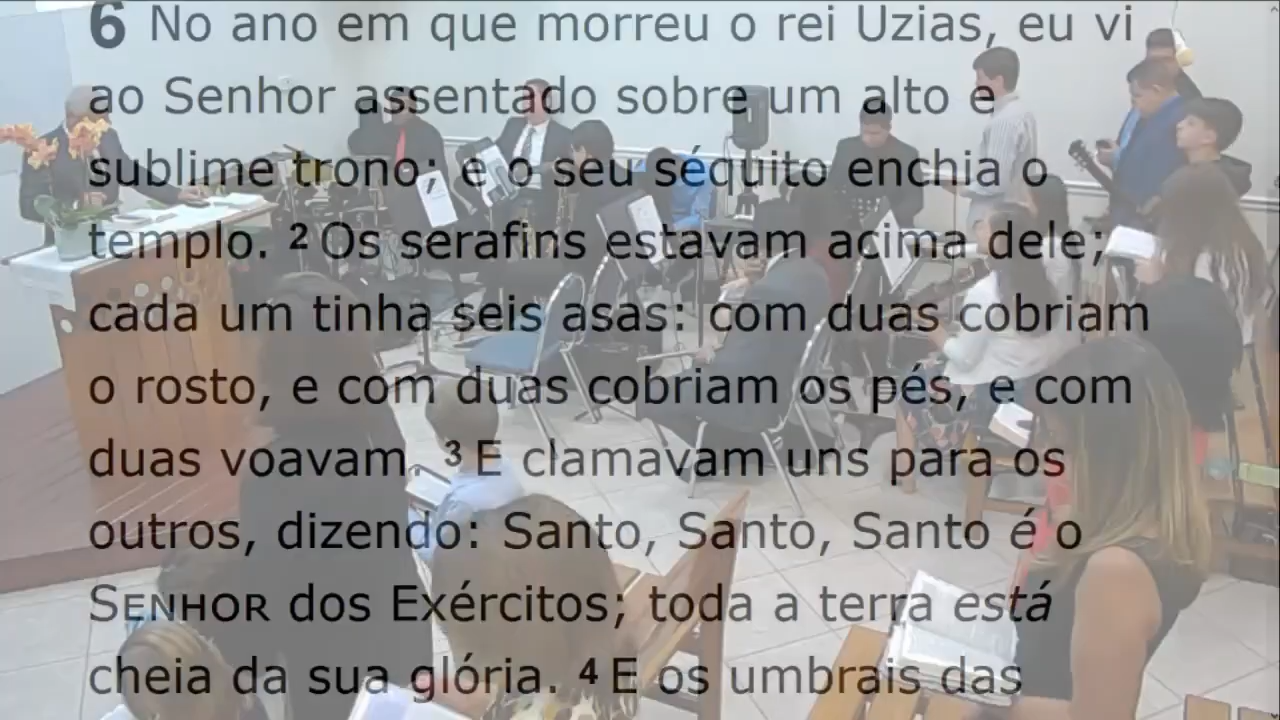 6 No ano em que morreu o rei Uzias, eu vi
ao Senhor assentado sobre um alto e
sublime trono; e o seu séquito enchia o
templo. 2 Os serafins estavam acima dele;
cada um tinha seis asas: com duas cobriam
o rosto, e com duas cobriam os pés, e com
duas voavam. 3 E clamavam uns para os
outros, dizendo: Santo, Santo, Santo é o
SENHOR dos Exércitos; toda a terra está
cheia da sua glória. 4 E os umbrais das